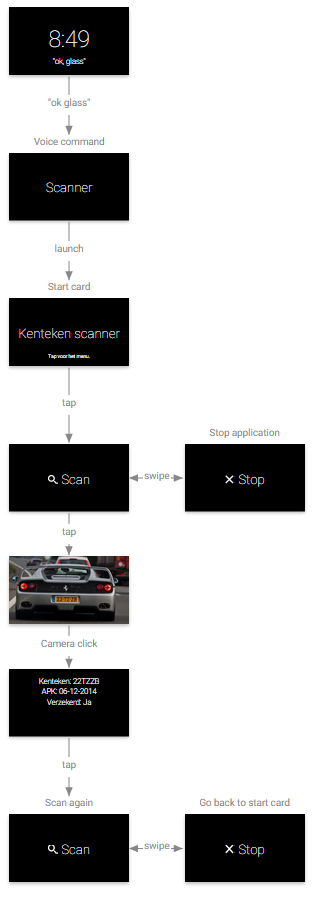 8:49
"ok, glass"
"ok glass"
Voice command
Scanner
launch
Start card
Kenteken scanner
Tap voor het menu.
tap
Stop application
Scan
swipe
Stop
tap
Camera click
Kenteken: 22TZZB
APK: 06-12-2014
Verzekerd: Ja
tap
Scan again
Go back to start card
Scan
swipe
Stop